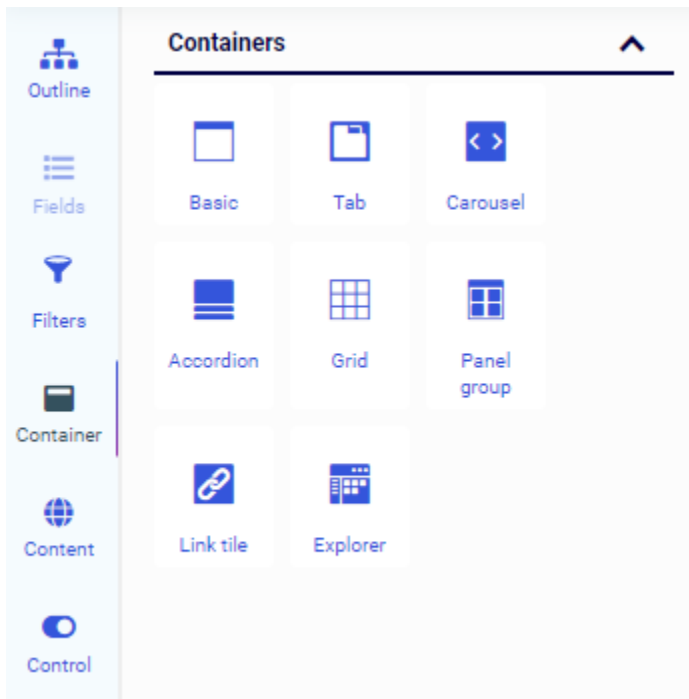 Outline
Fields
Filters
Container
Content
Control
Containers
Basic
Tab
Carousel
Accordion
Grid
Panel
group
Link tile
Explorer